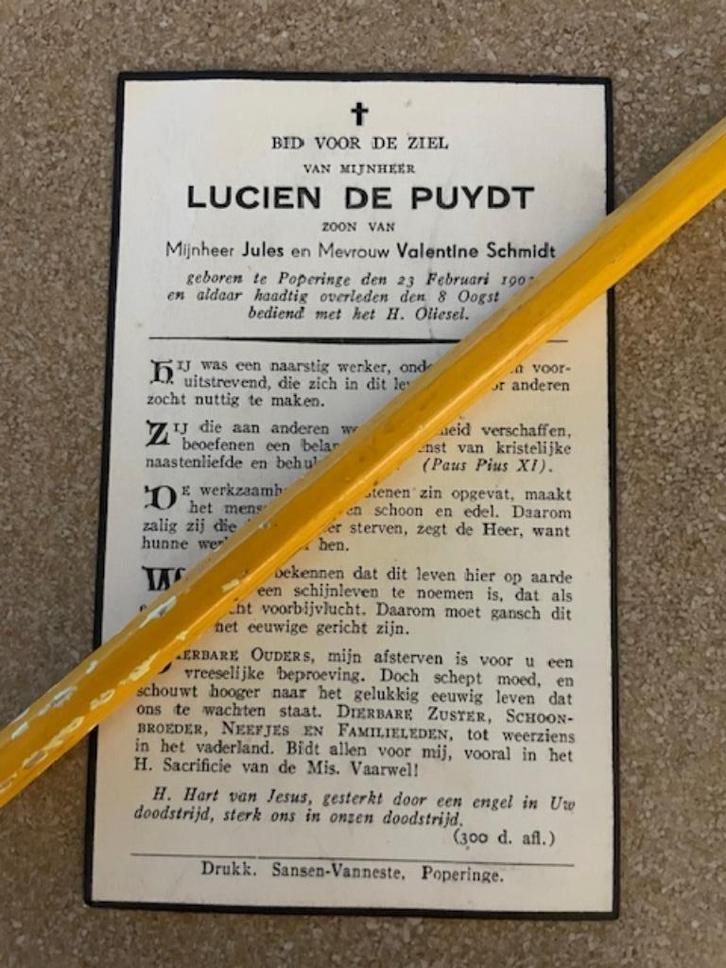 BID VOOR DE ZIEL
VAN MIJNHEER
LUCIEN DE PUYDT
ZOON VAN
Mijnheer Jules en Mevrouw Valentine Schmidt
geboren te Poperinge den 23 Februari
en aldaar haadtig overleden den 8 Oogst
bediend met het H. Oliesel.
HIJ was een naarstig werker, voor-
uitstrevend, die zich in dit anderen
zocht nuttig te maken.
ZIJ die aan anderen verschaffen,
beoefenen een van kristelijke
naastenliefde en (Paus Pius XI).
DE zin opgevat, maakt
het en schoon en edel. Daarom
zalig zij die sterven, zegt de Heer, want
hunne hen.
bekennen dat dit leven hier op aarde
een schijnleven te noemen is, dat als
voorbijvlucht. Daarom moet gansch dit
het eeuwige gericht zijn.
OUDERS, mijn afsterven is voor u een
vreeselijke beproeving. Doch schept moed, en
schouwt hooger naar het gelukkig eeuwig leven dat
ons te wachten staat. DIERBARE ZUSTER, SCHOON-
BROEDER, NEEFJES EN FAMILIELEDEN, tot weerziens
in het vaderland. Bidt allen voor mij, vooral in het
H. Sacrificie van de Mis. Vaarwel!
H. Hart van Jesus, gesterkt door een engel in Uw
doodstrijd, sterk ons in onzen doodstrijd.
(300 d. afl.)
Drukk. Sansen-Vanneste, Poperinge.